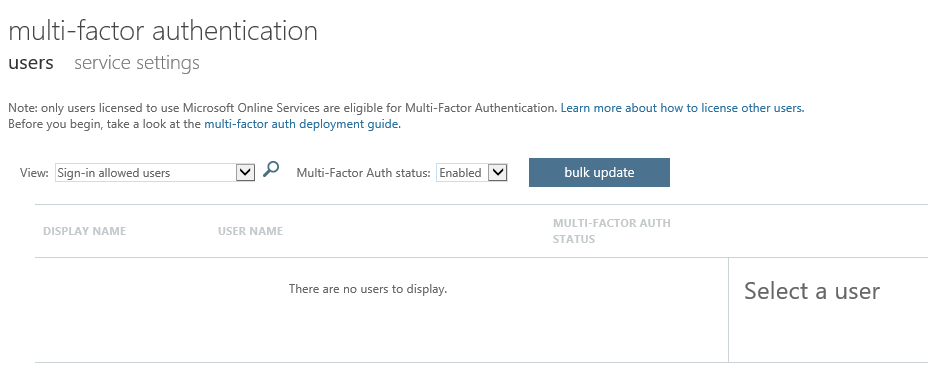 multi-factor authentication
users service settings
Note: only users licensed to use Microsoft Online Services are eligible for Multi-Factor Authentication. Learn more about how to license other users.
Before you begin, take a look at the multi-factor auth deployment guide.
View: Sign-in allowed users Multi-Factor Auth status: Enabled bulk update
DISPLAY NAME USER NAME MULTI-FACTOR AUTH
STATUS
There are no users to display.
Select a user